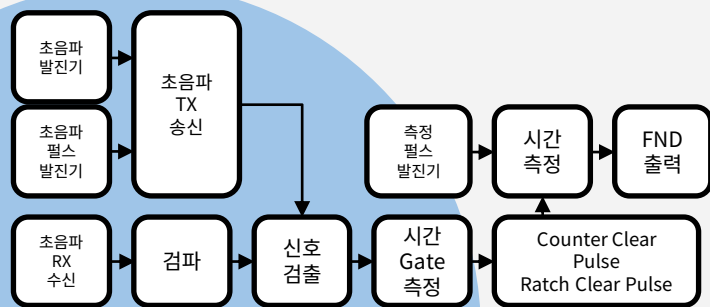 초음파
발진기
초음파
펄스
발진기
초음파
TX
송신
측정
펄스
발진기
시간
측정
FND
출력
초음파
RX
수신
검파
신호
검출
시간
Gate
측정
Counter Clear
Pulse
Ratch Clear Pulse